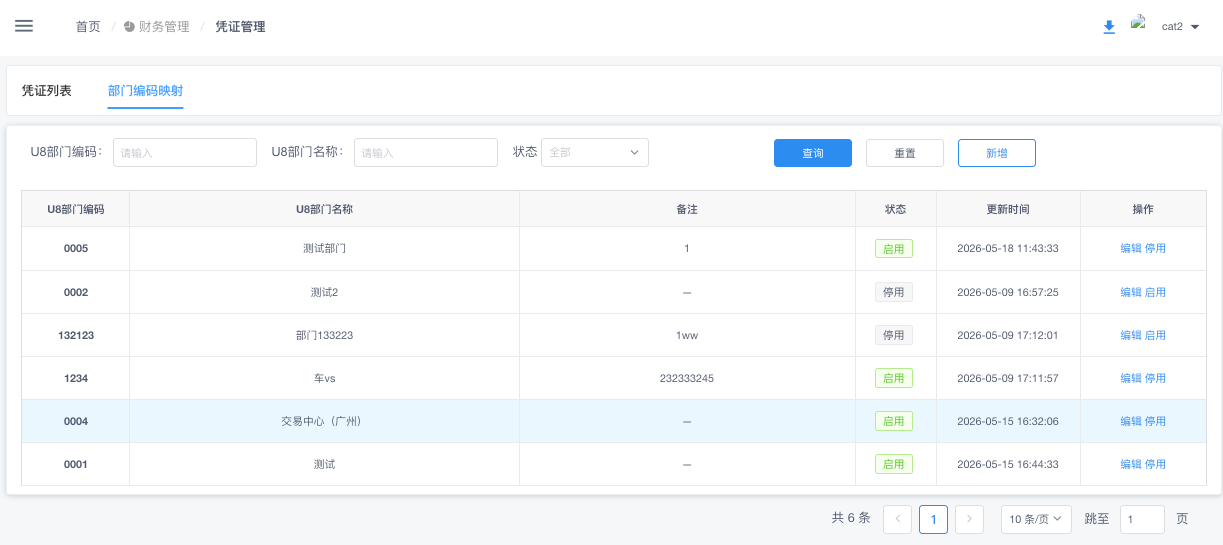 首页 / 财务管理 / 凭证管理 cat2
凭证列表 部门编码映射
U8部门编码: 请输入 U8部门名称: 请输入 状态 全部 查询 重置 新增
U8部门编码 U8部门名称 备注 状态 更新时间 操作
0005 测试部门 1 启用 2026-05-18 11:43:33 编辑 停用
0002 测试2 — 停用 2026-05-09 16:57:25 编辑 启用
132123 部门133223 1ww 停用 2026-05-09 17:12:01 编辑 启用
1234 车vs 232333245 启用 2026-05-09 17:11:57 编辑 停用
0004 交易中心（广州） — 启用 2026-05-15 16:32:06 编辑 停用
0001 测试 — 启用 2026-05-15 16:44:33 编辑 停用
共 6 条 1 10 条/页 跳至 1 页